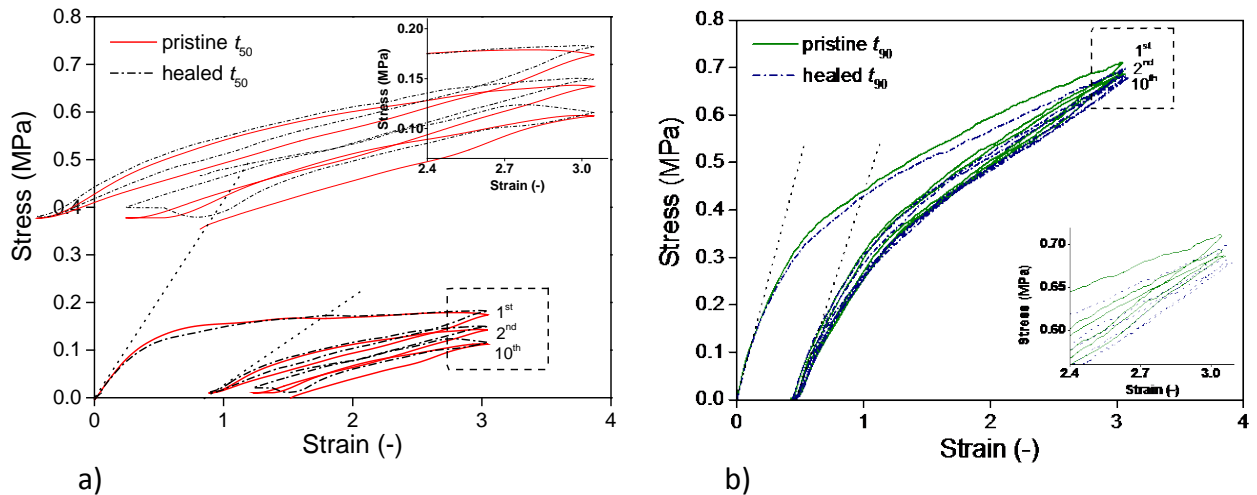 0.8
0.7
0.6
0.5
0.4
0.3
0.2
0.1
0.0
Stress (MPa)
pristine t50
healed t50
0.20
0.15
0.10
Stress (MPa)
2.4
2.7
3.0
Strain (-)
1st
2nd
10th
0
1
2
3
4
Strain (-)
a)
0.8
0.7
0.6
0.5
0.4
0.3
0.2
0.1
0.0
Stress (MPa)
pristine t90
healed t90
1st
2nd
10th
0.70
0.60
Stress (MPa)
2.4
2.7
3.0
Strain (-)
0
1
2
3
4
Strain (-)
b)